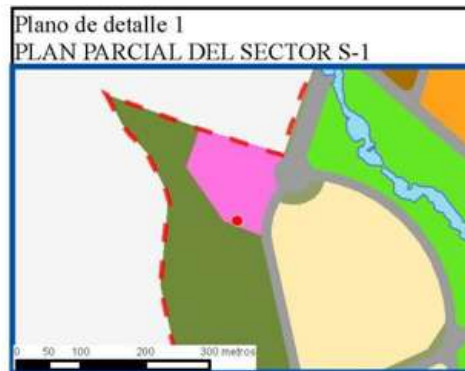 Plano de detalle 1
PLAN PARCIAL DEL SECTOR S-1
0 50 100 200 300 metros